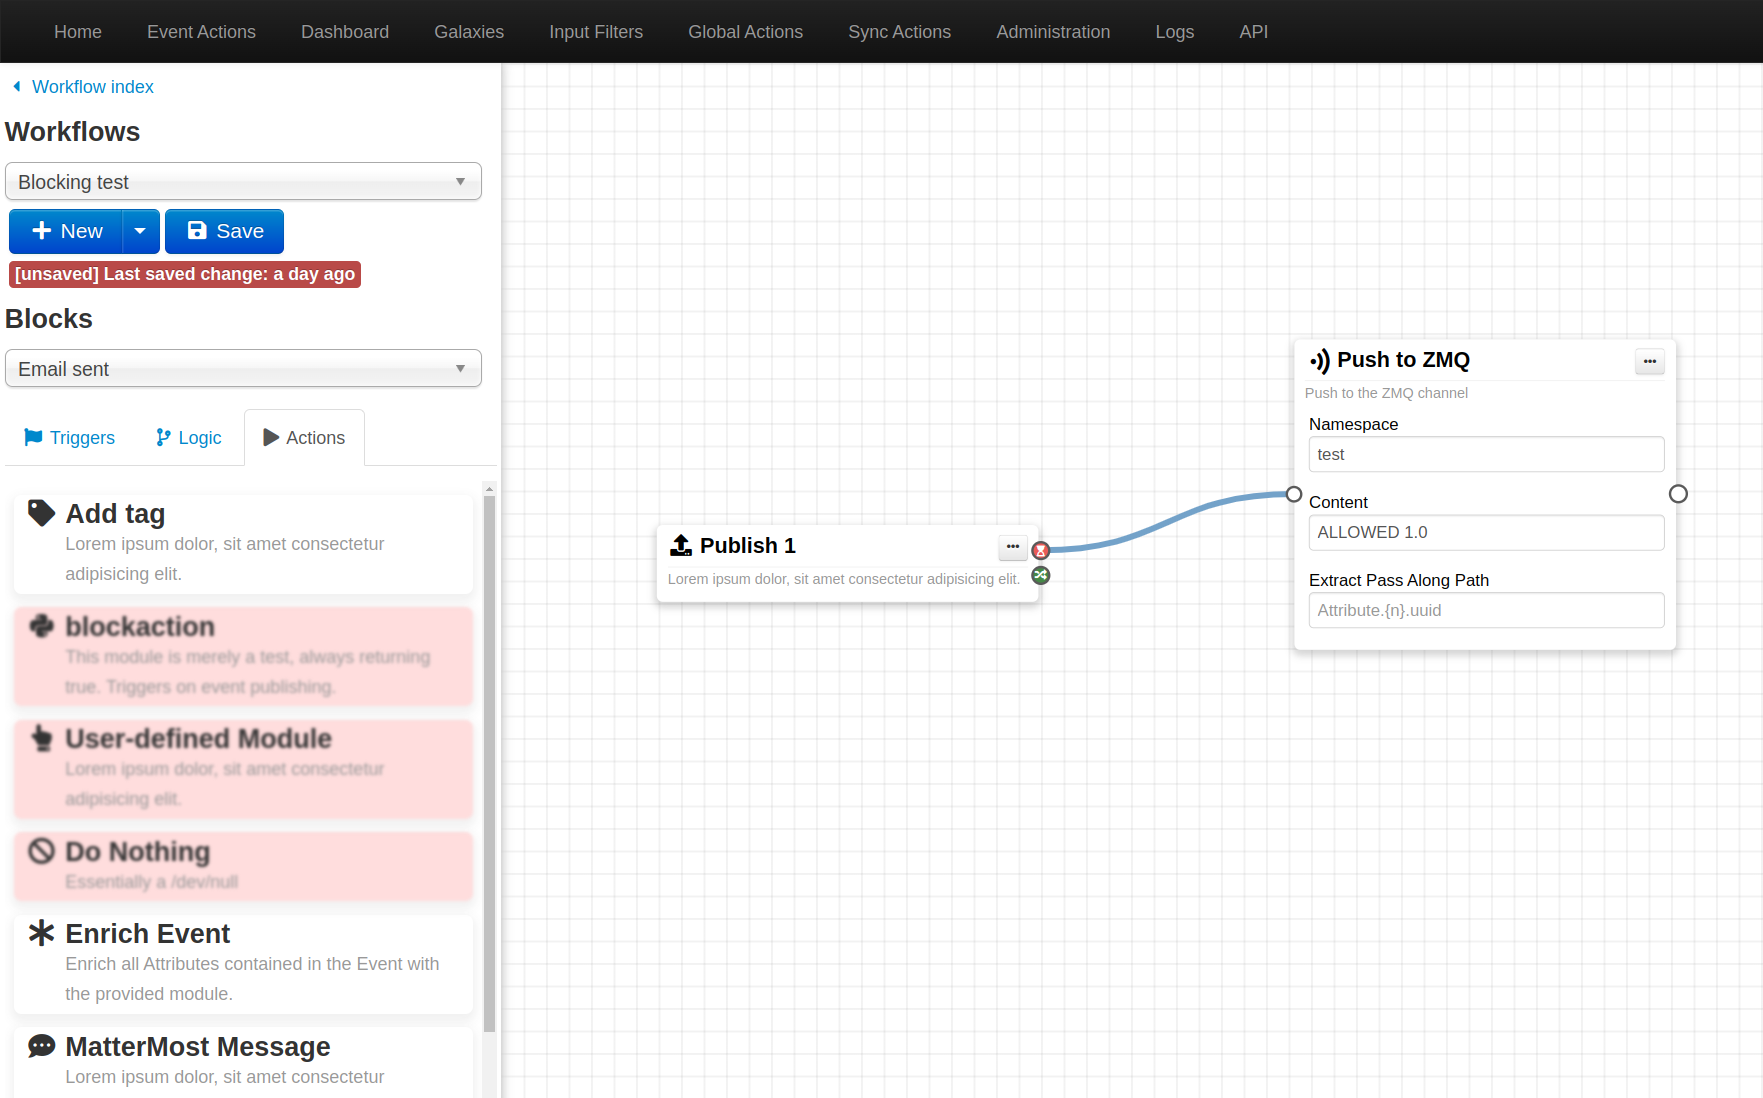 Home Event Actions Dashboard Galaxies Input Filters Global Actions Sync Actions Administration Logs API
Workflow index
Workflows
Blocking test
New Save
[unsaved] Last saved change: a day ago
Blocks
Email sent
Triggers Logic Actions
Add tag
Lorem ipsum dolor, sit amet consectetur
adipisicing elit.
blockaction
This module is merely a test, always returning
true. Triggers on event publishing.
User-defined Module
Lorem ipsum dolor, sit amet consectetur
adipisicing elit.
Do Nothing
Essentially a /dev/null
Enrich Event
Enrich all Attributes contained in the Event with
the provided module.
MatterMost Message
Lorem ipsum dolor, sit amet consectetur
Publish 1
Lorem ipsum dolor, sit amet consectetur adipisicing elit.
Push to ZMQ
Push to the ZMQ channel
Namespace
test
Content
ALLOWED 1.0
Extract Pass Along Path
Attribute.{n}.uuid